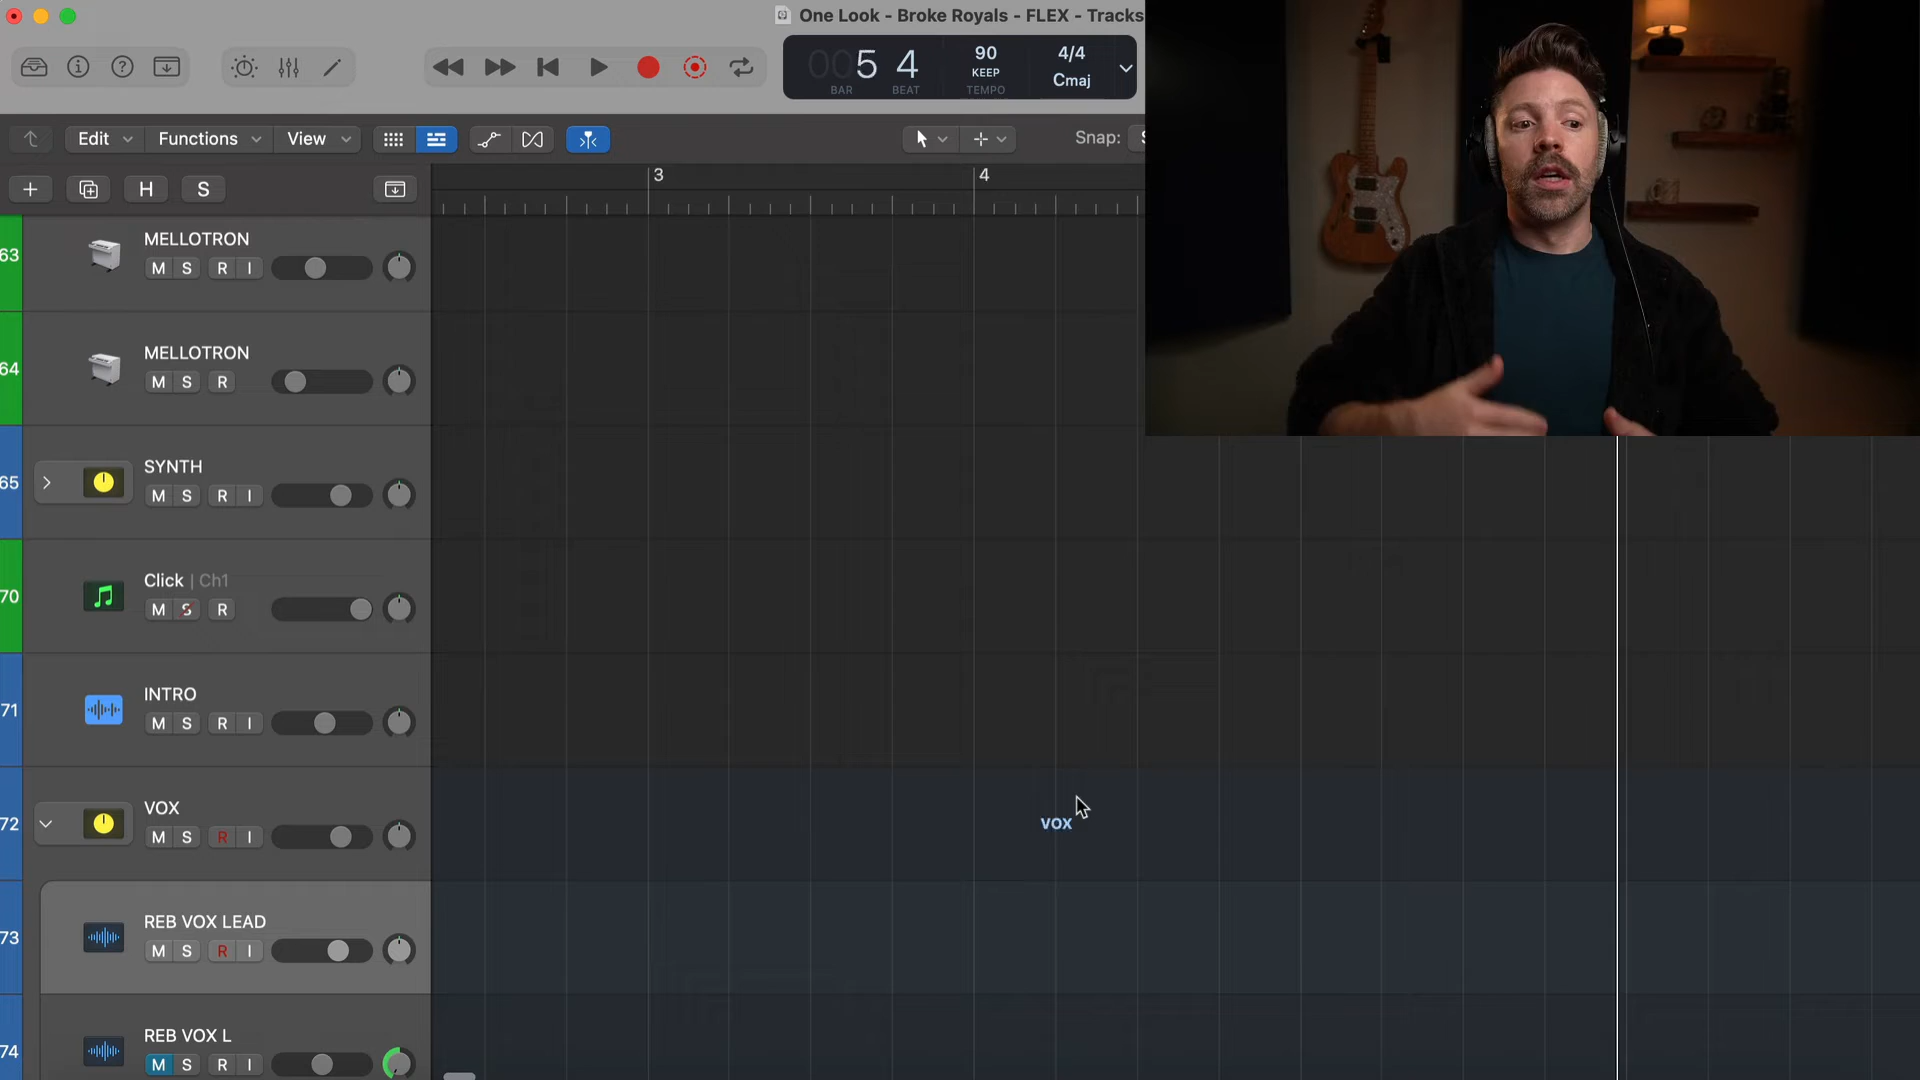 One Look - Broke Royals - FLEX - Tracks
005 4
BAR BEAT
90
KEEP
TEMPO
4/4
Cmaj
Edit Functions View
Snap:
H S
3 4
63 MELLOTRON
M S R I
64 MELLOTRON
M S R
65 SYNTH
M S R I
70 Click | Ch1
M S R
71 INTRO
M S R I
72 VOX
M S R I
VOX
73 REB VOX LEAD
M S R I
74 REB VOX L
M S R I